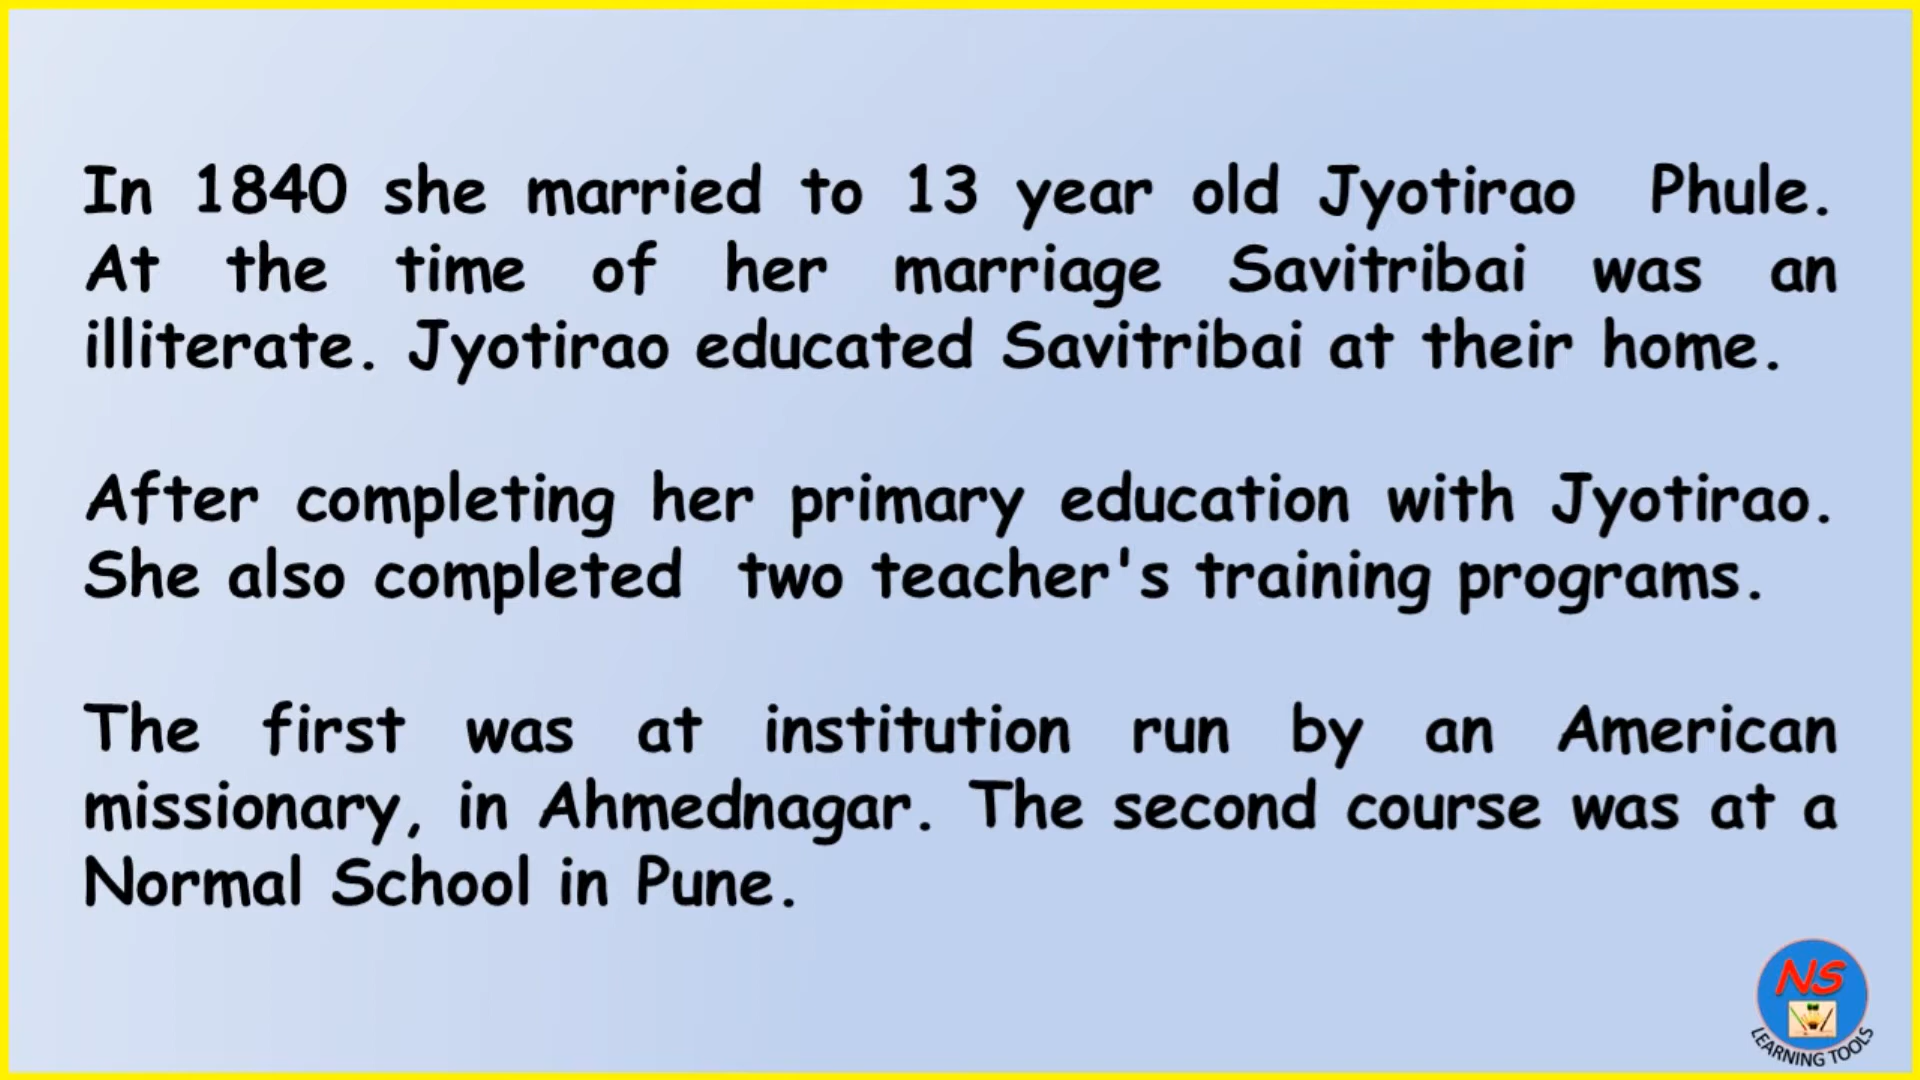 In 1840 she married to 13 year old Jyotirao Phule.
At the time of her marriage Savitribai was an
illiterate. Jyotirao educated Savitribai at their home.
After completing her primary education with Jyotirao.
She also completed two teacher's training programs.
The first was at institution run by an American
missionary, in Ahmednagar. The second course was at a
Normal School in Pune.
NS
LEARNING TOOLS